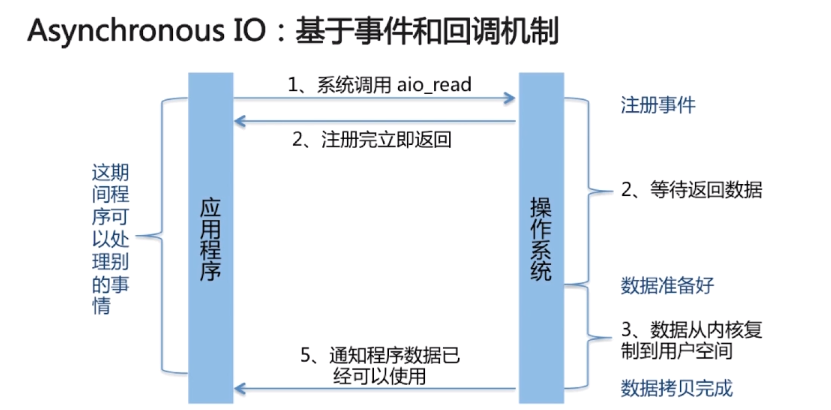 Asynchronous IO：基于事件和回调机制
1、系统调用 aio_read
注册事件
2、注册完立即返回
这期
间程
序可
以处
理别
的事
情
应用程序
操作系统
2、等待返回数据
数据准备好
3、数据从内核复
制到用户空间
5、通知程序数据已
经可以使用
数据拷贝完成